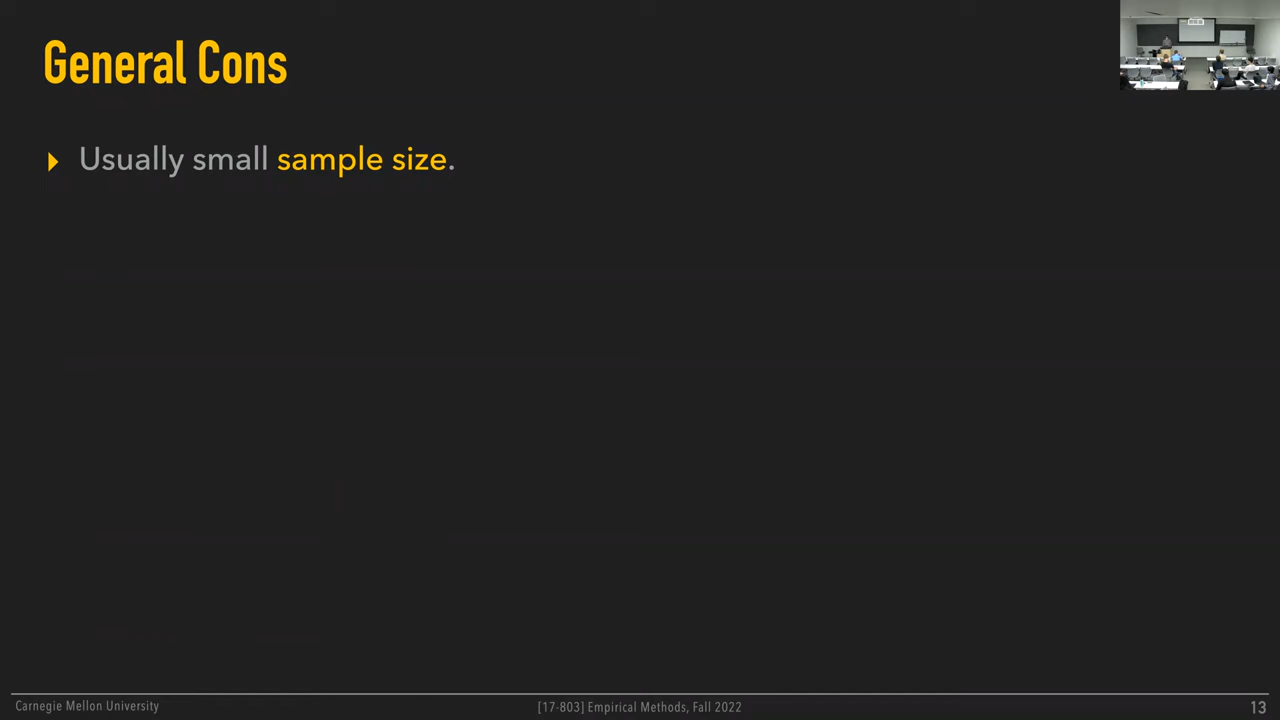 General Cons
Usually small sample size.
Carnegie Mellon University
[17-803] Empirical Methods, Fall 2022
13